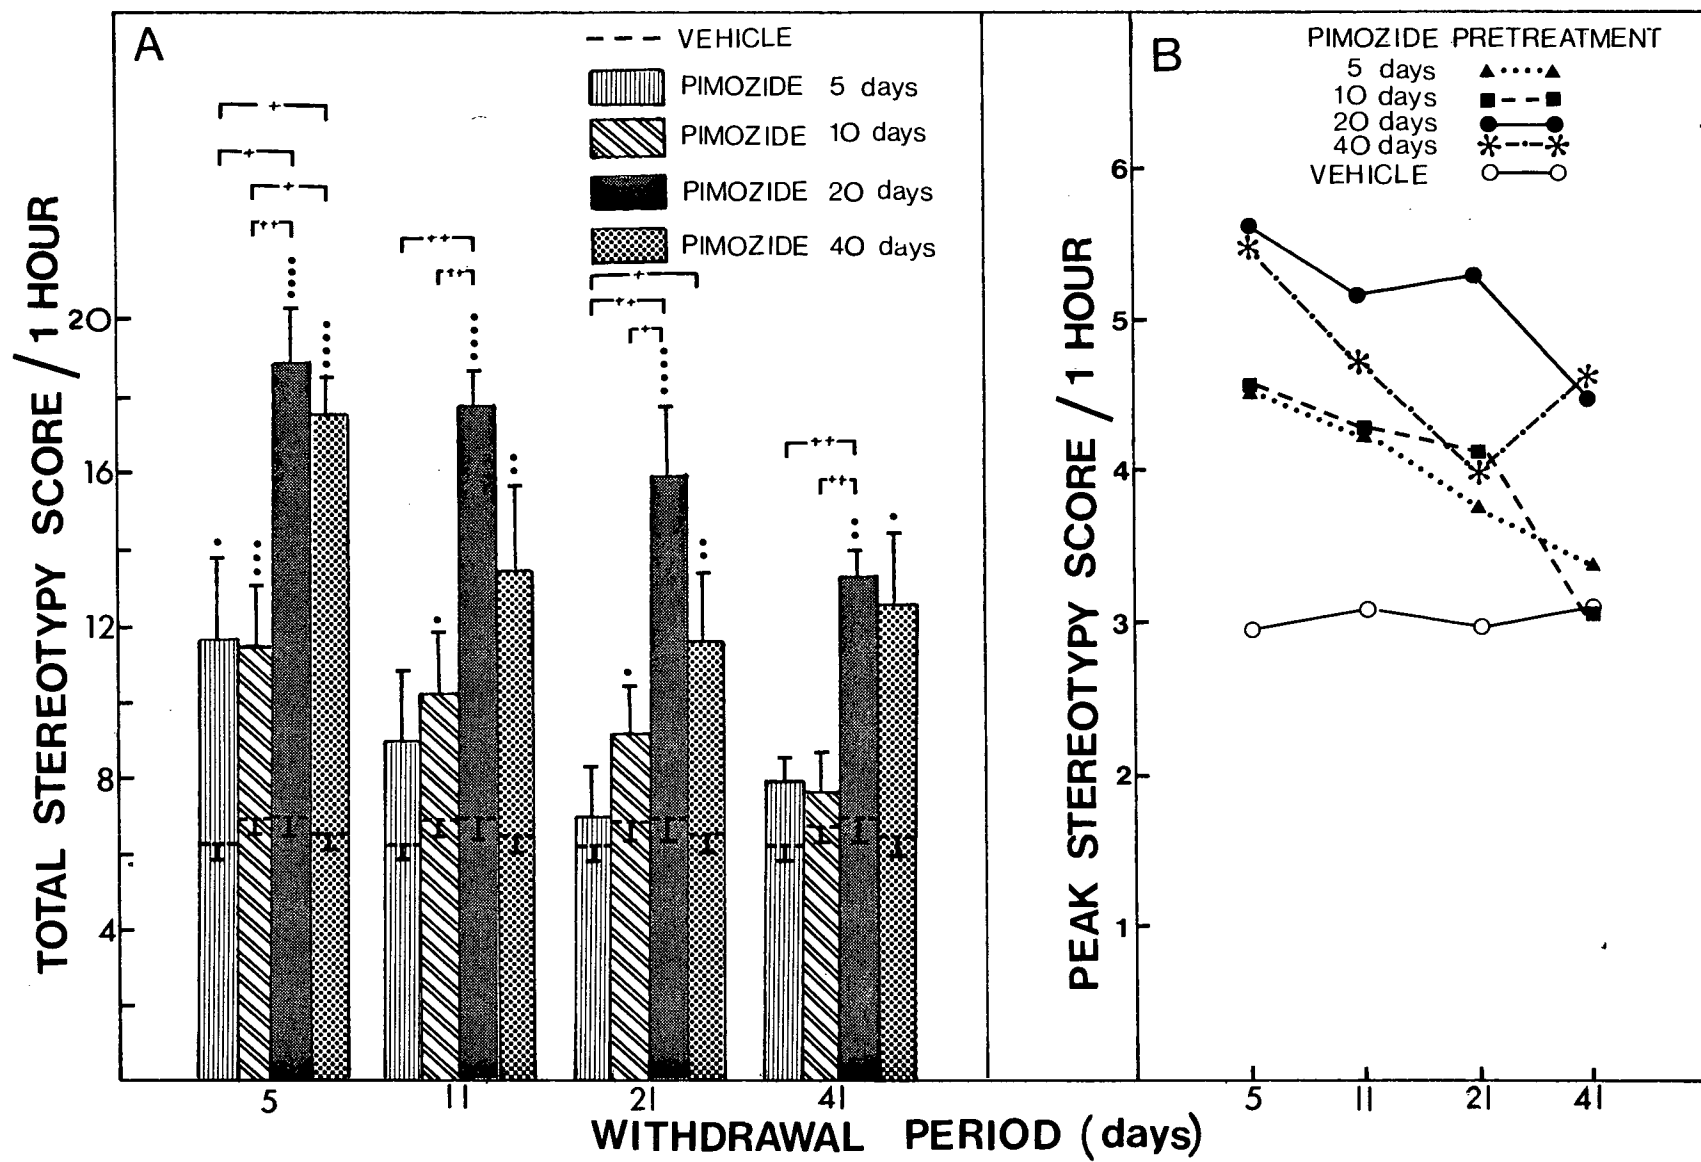 A
VEHICLE
PIMOZIDE 5 days
PIMOZIDE 10 days
PIMOZIDE 20 days
PIMOZIDE 40 days
+
+
+
++
++
++
+
++
+
++
++
TOTAL STEREOTYPY SCORE / 1 HOUR
20
16
12
8
4
5 11 21 41
B
PIMOZIDE PRETREATMENT
5 days
10 days
20 days
40 days
VEHICLE
PEAK STEREOTYPY SCORE / 1 HOUR
6
5
4
3
2
1
5 11 21 41
WITHDRAWAL PERIOD (days)